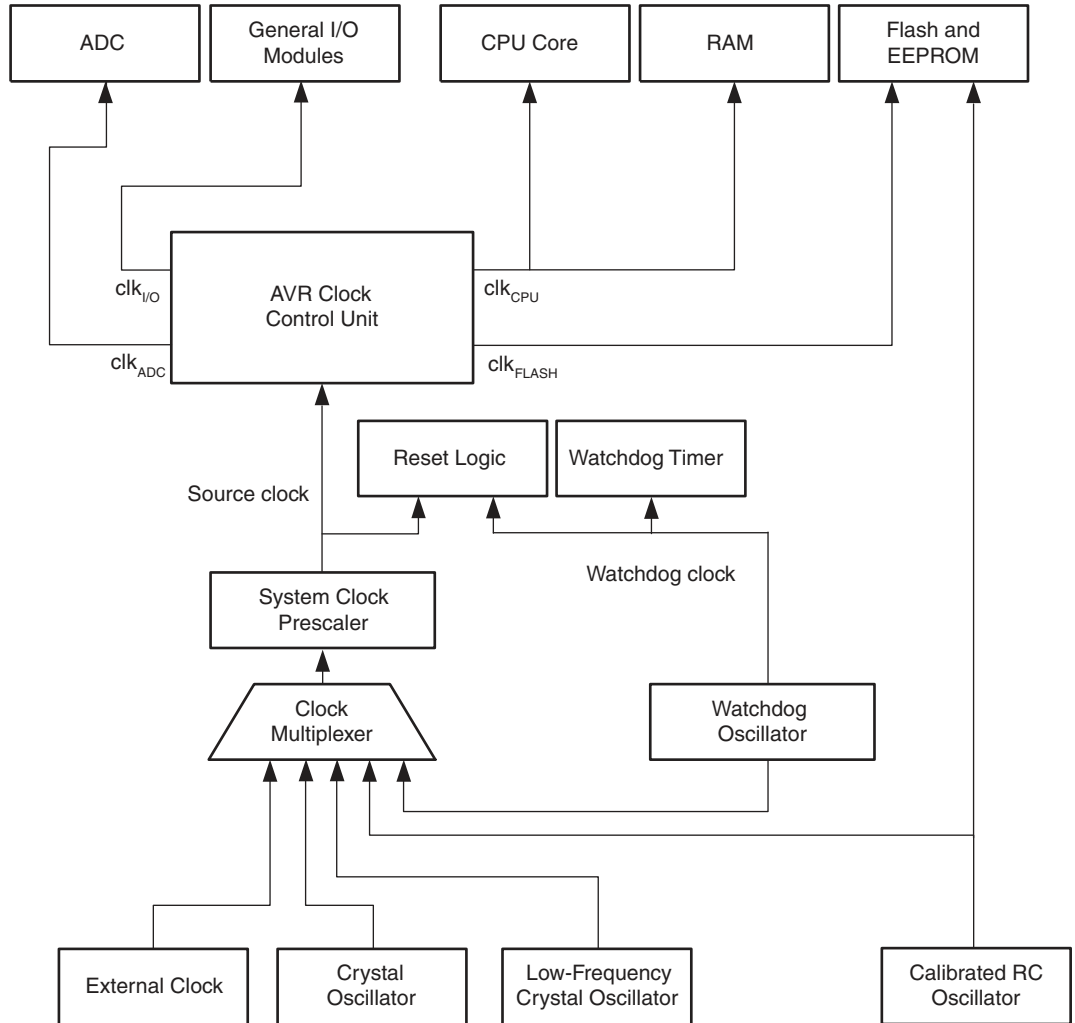 ADC
General I/O
Modules
CPU Core
RAM
Flash and
EEPROM
clkI/O
AVR Clock
Control Unit
clkCPU
clkADC
clkFLASH
Reset Logic
Watchdog Timer
Source clock
Watchdog clock
System Clock
Prescaler
Clock
Multiplexer
Watchdog
Oscillator
External Clock
Crystal
Oscillator
Low-Frequency
Crystal Oscillator
Calibrated RC
Oscillator